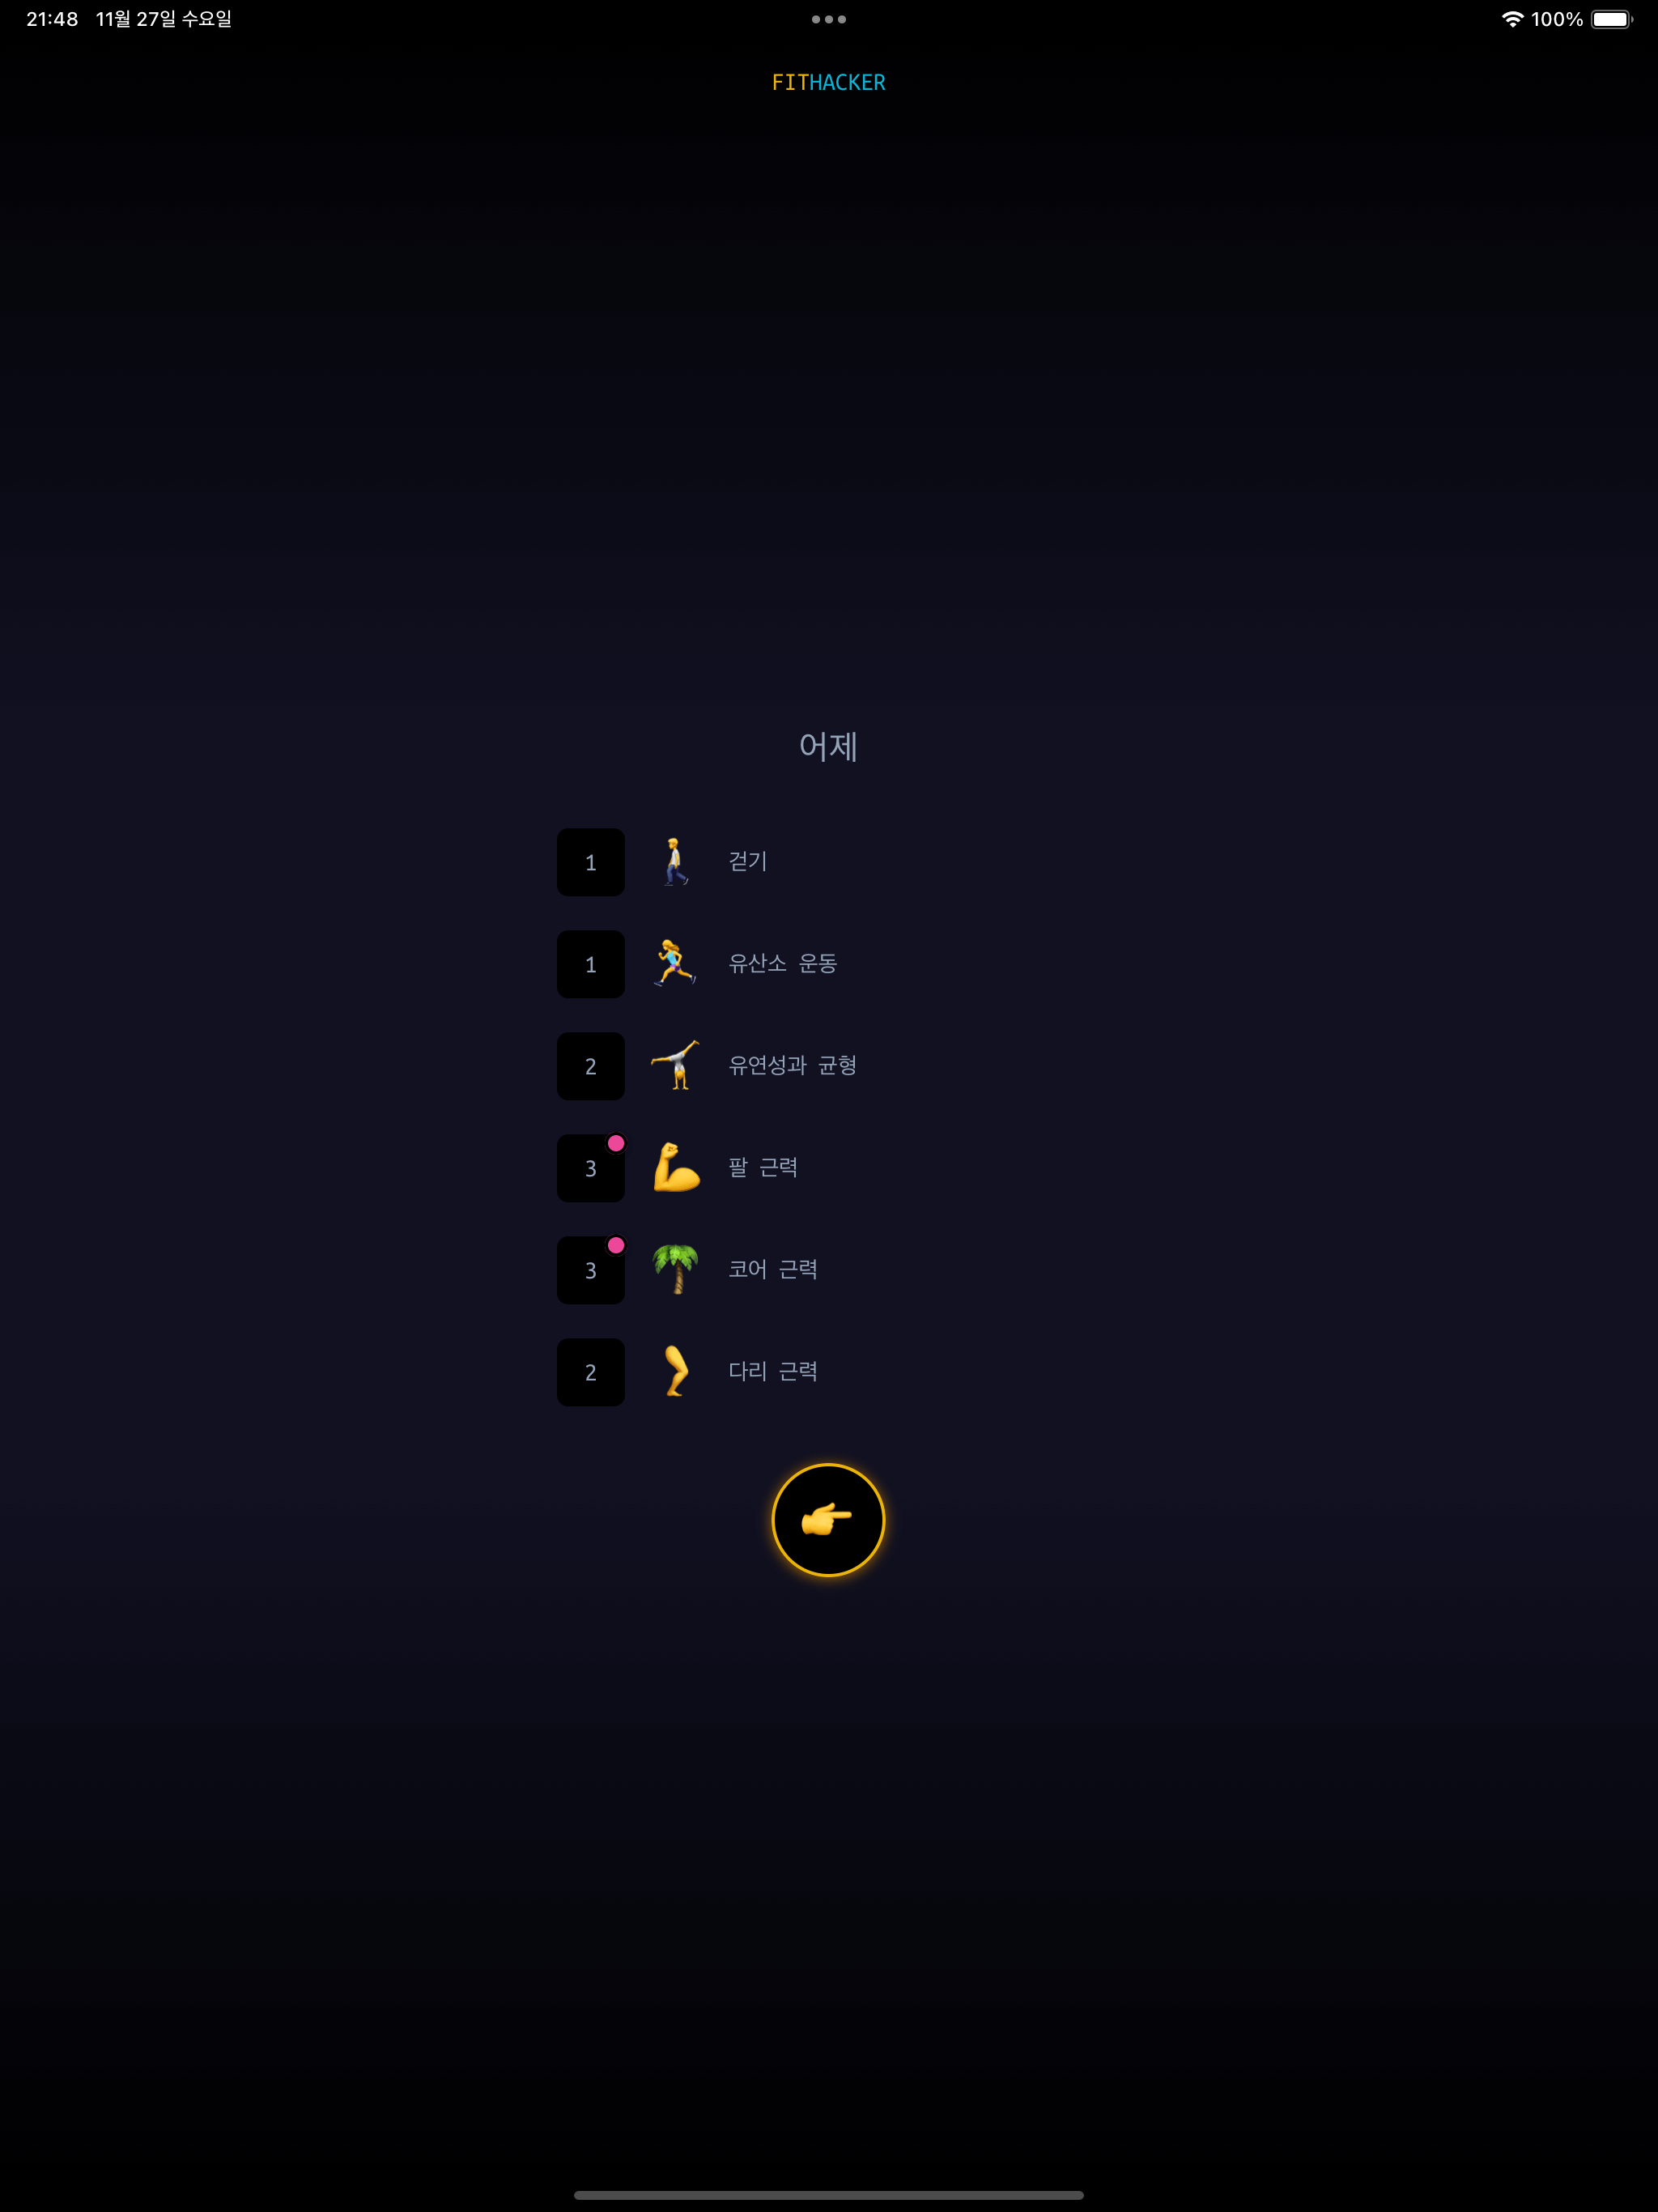 21:48 11월 27일 수요일 100%
FITHACKER
어제
1 걷기
1 유산소 운동
2 유연성과 균형
3 팔 근력
3 코어 근력
2 다리 근력